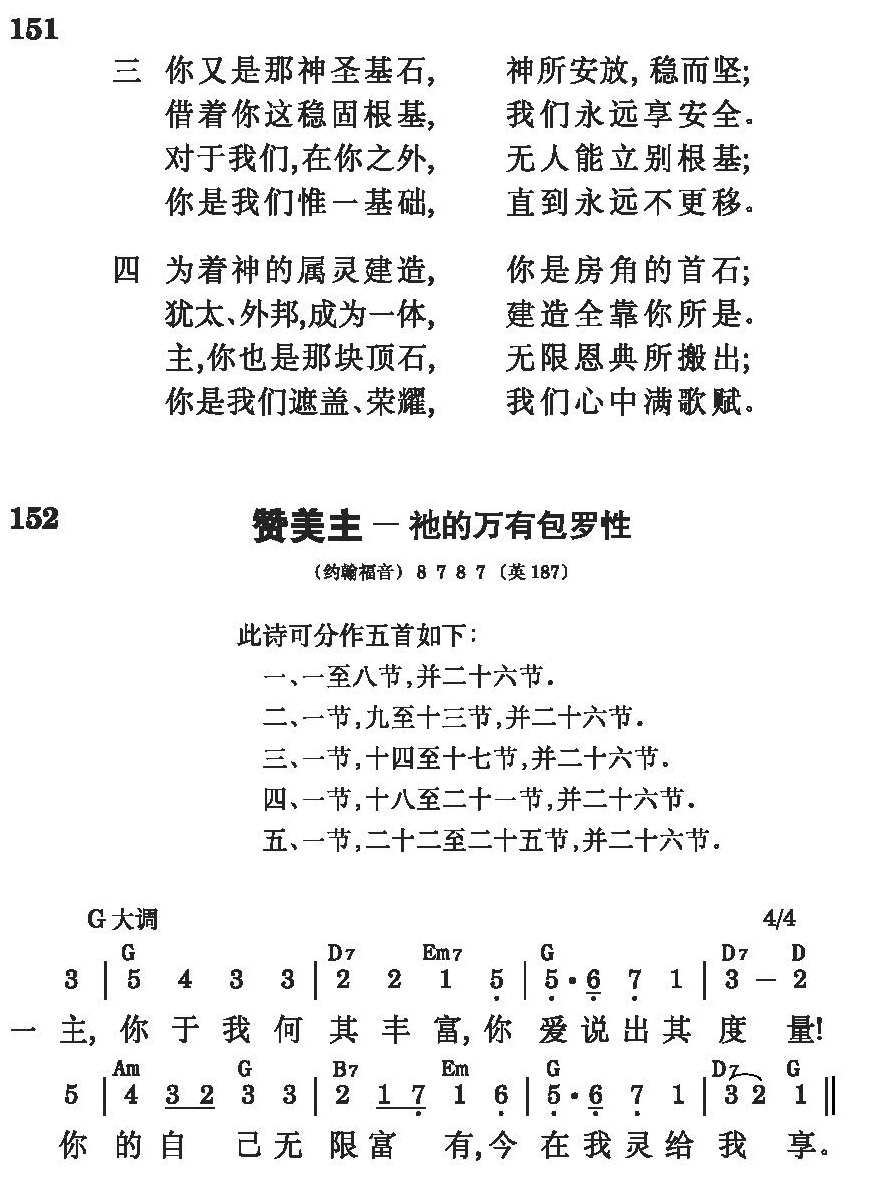 151
三 你又是那神圣基石, 神所安放, 稳而坚;
借着你这稳固根基, 我们永远享安全。
对于我们,在你之外, 无人能立别根基;
你是我们惟一基础, 直到永远不更移。
四 为着神的属灵建造, 你是房角的首石;
犹太、外邦,成为一体, 建造全靠你所是。
主,你也是那块顶石, 无限恩典所搬出;
你是我们遮盖、荣耀, 我们心中满歌赋。
152 赞美主 — 祂的万有包罗性
(约翰福音) 8 7 8 7 (英 187)
此诗可分作五首如下:
一、一至八节,并二十六节.
二、一节,九至十三节,并二十六节.
三、一节,十四至十七节,并二十六节.
四、一节,十八至二十一节,并二十六节.
五、一节,二十二至二十五节,并二十六节.
G 大调 4/4
G D7 Em7 G D7 D
3 | 5 4 3 3 | 2 2 1 5̣ | 5̣ · 6̣ 7̣ 1 | 3 – 2
一 主, 你 于 我 何 其 丰 富, 你 爱 说 出 其 度 量!
Am G B7 Em G D7 G
5 | 4 3 2 3 3 | 2 1 7̣ 1 6̣ | 5̣ · 6̣ 7̣ 1 | 3 2 1 ‖
你 的 自 己 无 限 富 有, 今 在 我 灵 给 我 享。